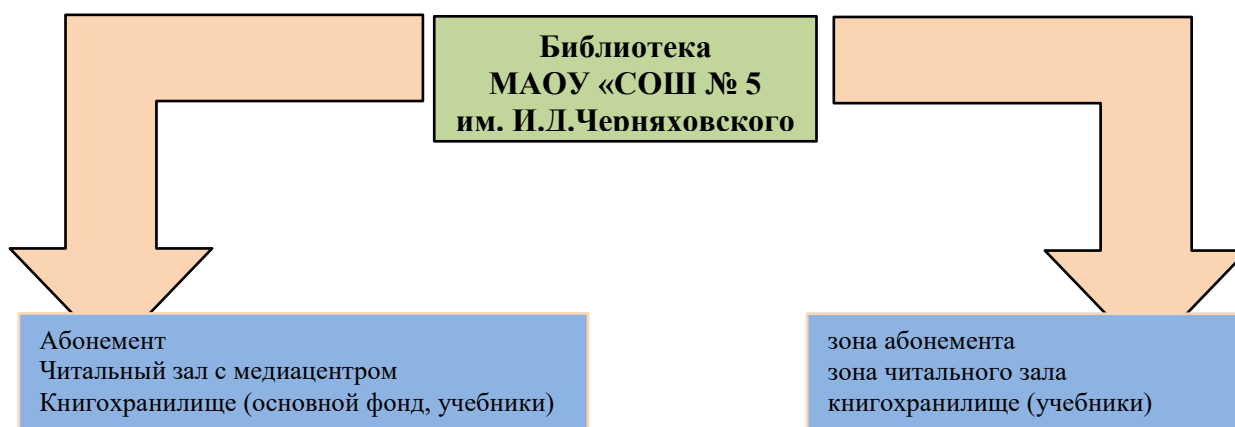 Библиотека
МАОУ «СОШ № 5
им. И.Д.Черняховского
Абонемент
Читальный зал с медиацентром
Книгохранилище (основной фонд, учебники)
зона абонемента
зона читального зала
книгохранилище (учебники)